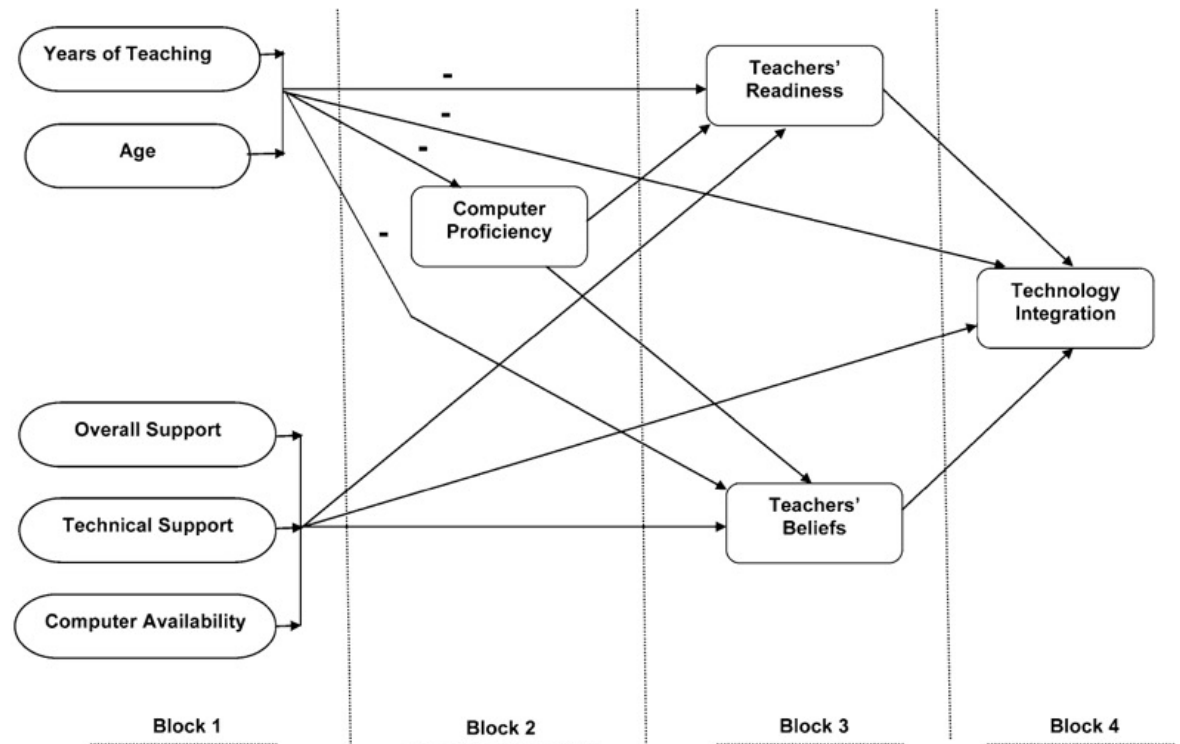 Years of Teaching
Age
Overall Support
Technical Support
Computer Availability
-
-
-
-
Computer
Proficiency
Teachers’
Readiness
Teachers’
Beliefs
Technology
Integration
Block 1
Block 2
Block 3
Block 4